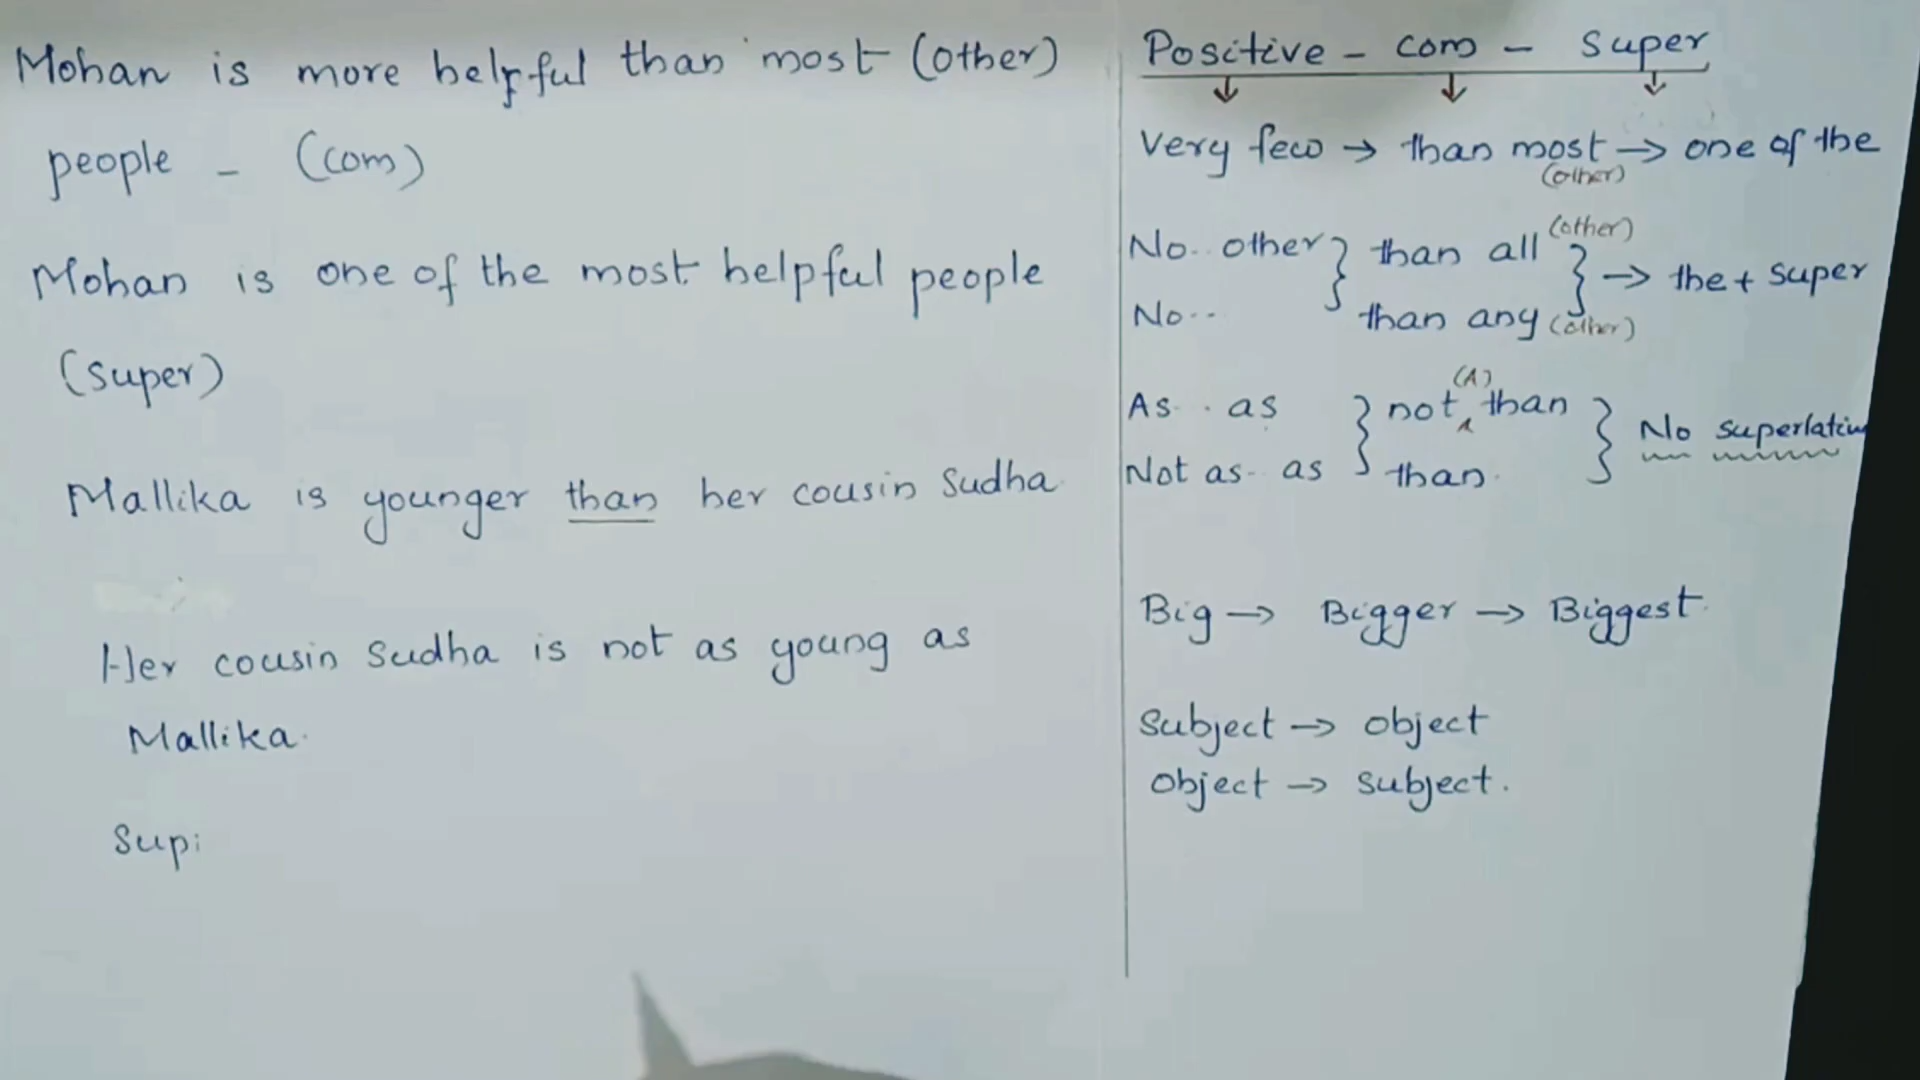 Mohan is more helpful than most (other)
people - (com)
Mohan is one of the most helpful people
(super)
Mallika is younger than her cousin Sudha
Her cousin Sudha is not as young as
Mallika.
Sup
Positive - com - super
Very few → than most → one of the
(other)
No.. other } than all (other) } → the + super
No.. than any (other)
As. . as } not (A) than } No superlative
Not as. as than.
Big → Bigger → Biggest.
Subject → object
object → subject.